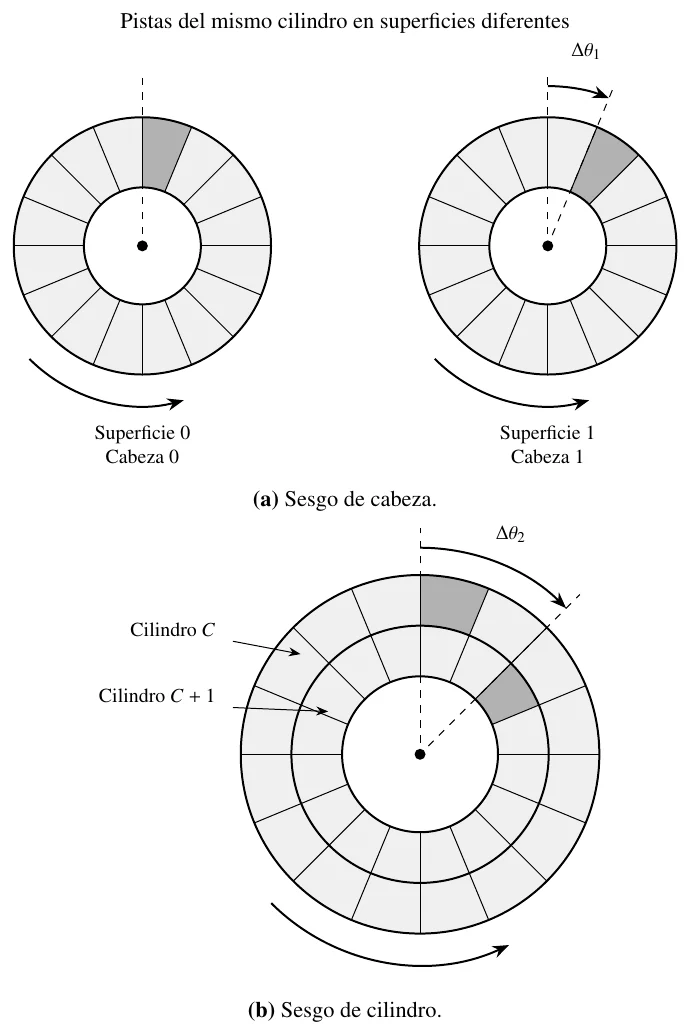 Pistas del mismo cilindro en superficies diferentes
Δθ1
Superficie 0
Cabeza 0
Superficie 1
Cabeza 1
(a) Sesgo de cabeza.
Δθ2
Cilindro C
Cilindro C + 1
(b) Sesgo de cilindro.